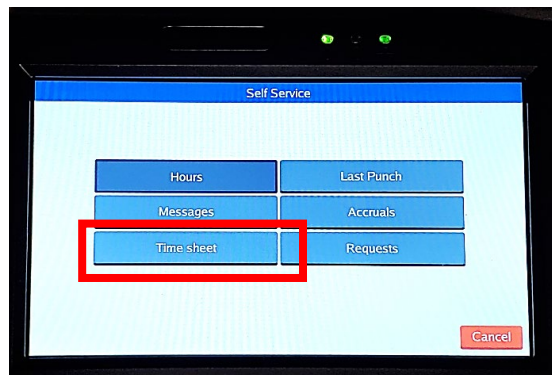 Self Service
Hours
Last Punch
Messages
Accruals
Time sheet
Requests
Cancel